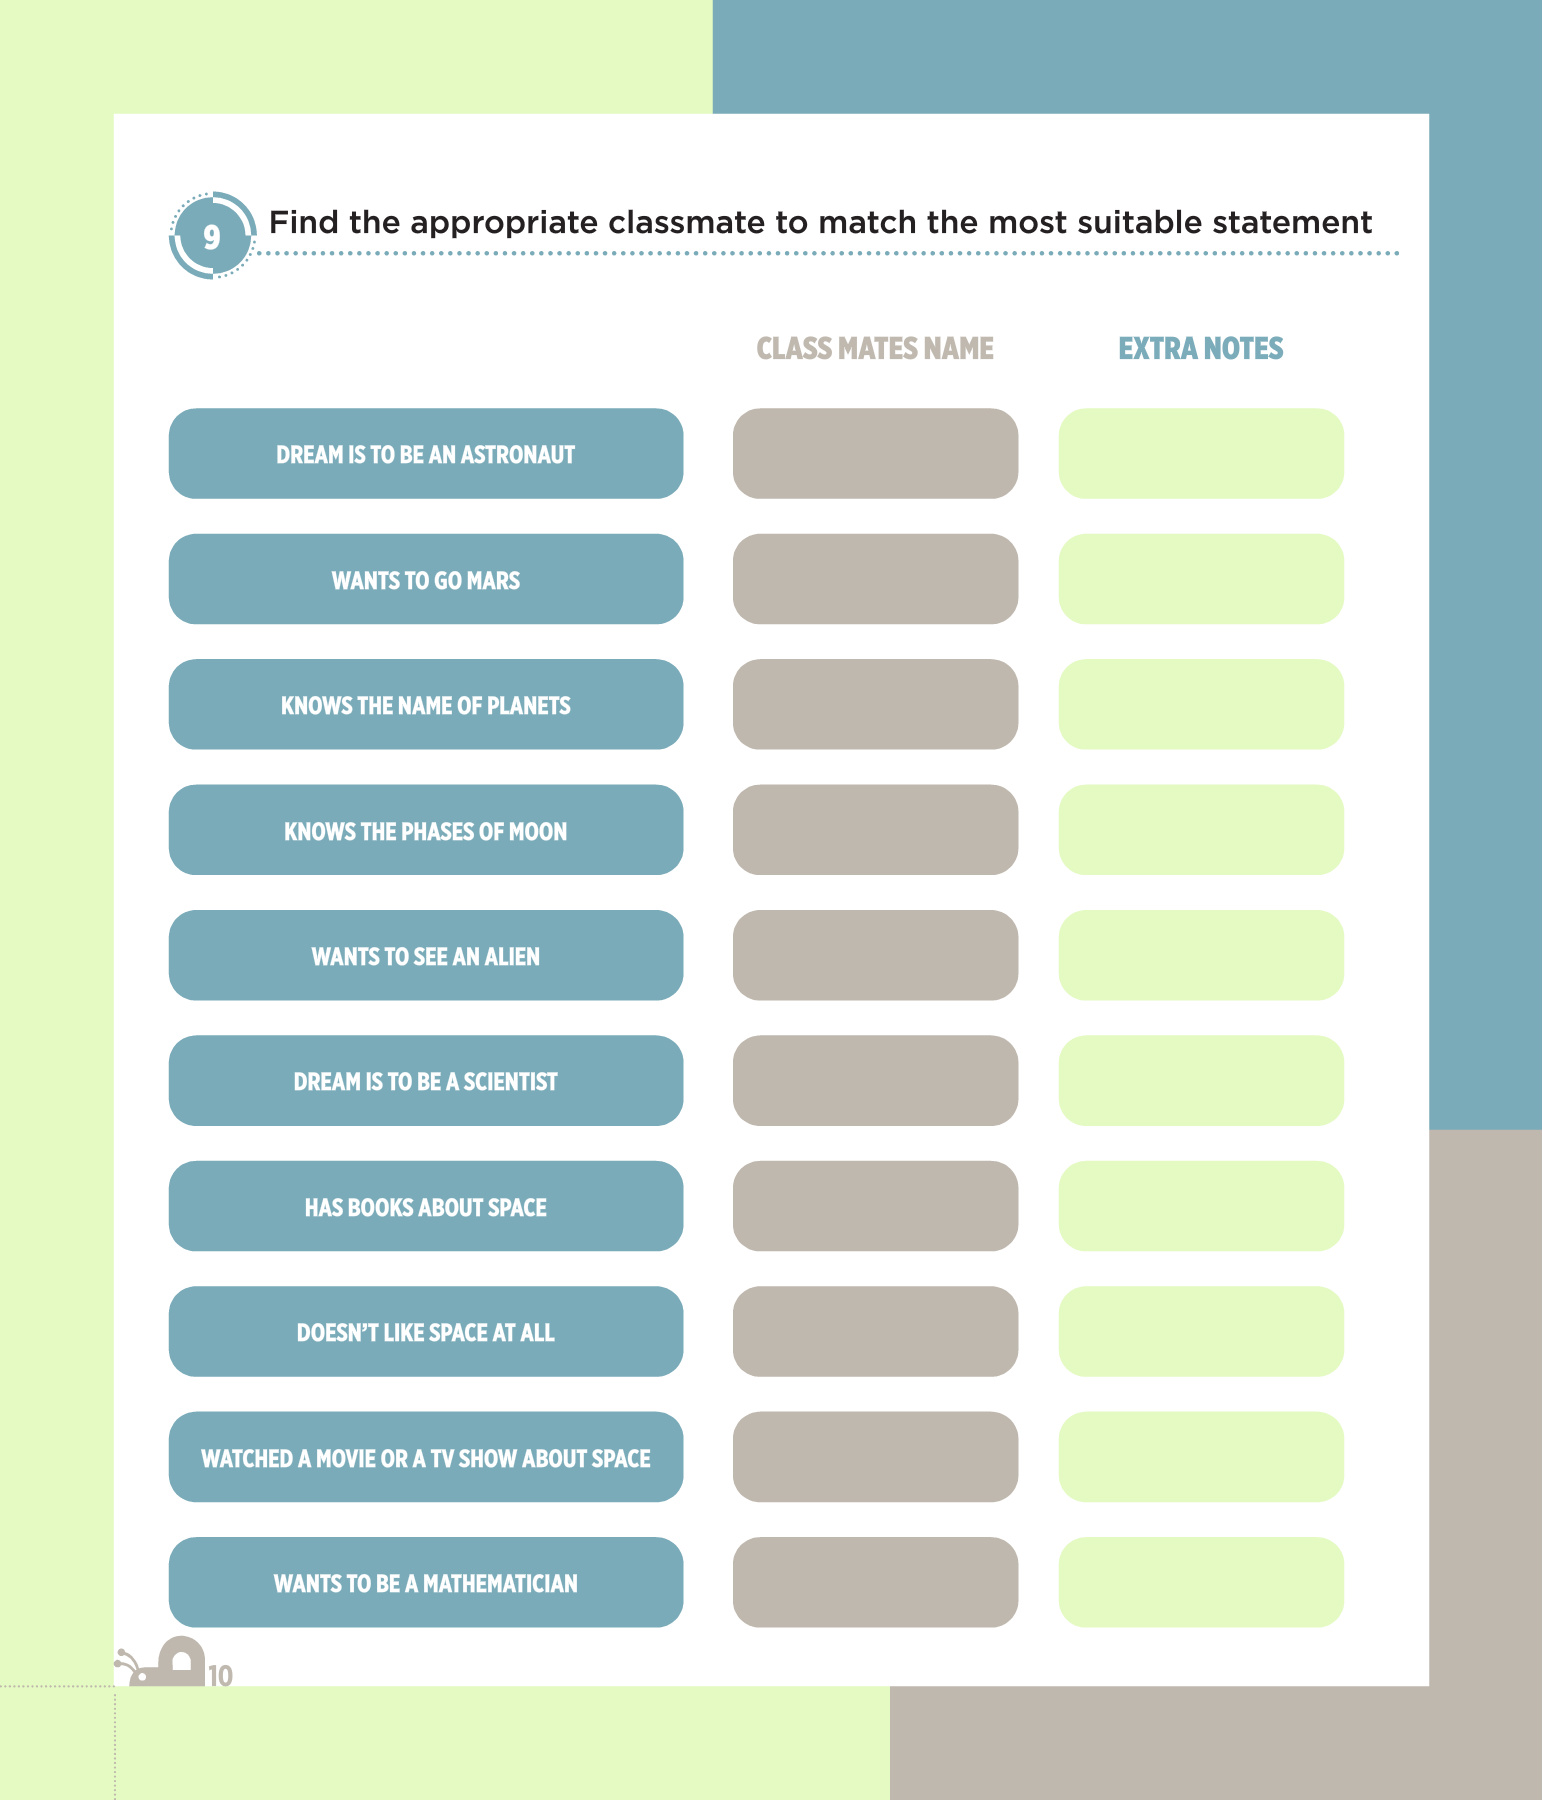 9
Find the appropriate classmate to match the most suitable statement
CLASS MATES NAME
EXTRA NOTES
DREAM IS TO BE AN ASTRONAUT
WANTS TO GO MARS
KNOWS THE NAME OF PLANETS
KNOWS THE PHASES OF MOON
WANTS TO SEE AN ALIEN
DREAM IS TO BE A SCIENTIST
HAS BOOKS ABOUT SPACE
DOESN’T LIKE SPACE AT ALL
WATCHED A MOVIE OR A TV SHOW ABOUT SPACE
WANTS TO BE A MATHEMATICIAN
10